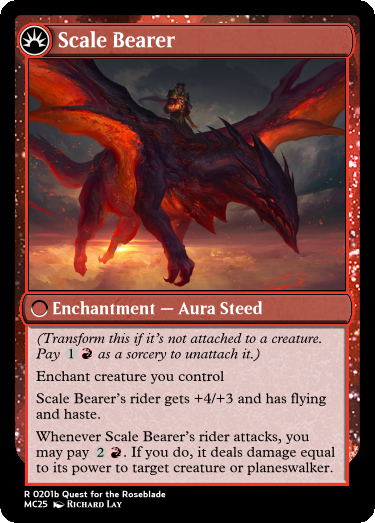 Scale Bearer
Enchantment — Aura Steed
(Transform this if it's not attached to a creature.
Pay 1 R as a sorcery to unattach it.)
Enchant creature you control
Scale Bearer's rider gets +4/+3 and has flying
and haste.
Whenever Scale Bearer's rider attacks, you
may pay 2 R. If you do, it deals damage equal
to its power to target creature or planeswalker.
R 0201b Quest for the Roseblade
MC25 Richard Lay